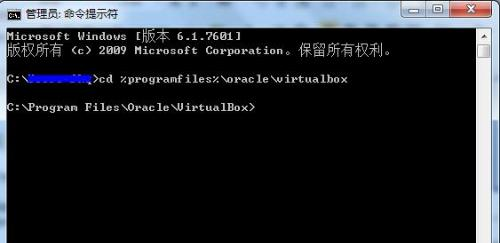 管理员: 命令提示符
Microsoft Windows [版本 6.1.7601]
版权所有 (c) 2009 Microsoft Corporation。保留所有权利。
C:\>cd %programfiles%\oracle\virtualbox
C:\Program Files\Oracle\VirtualBox>